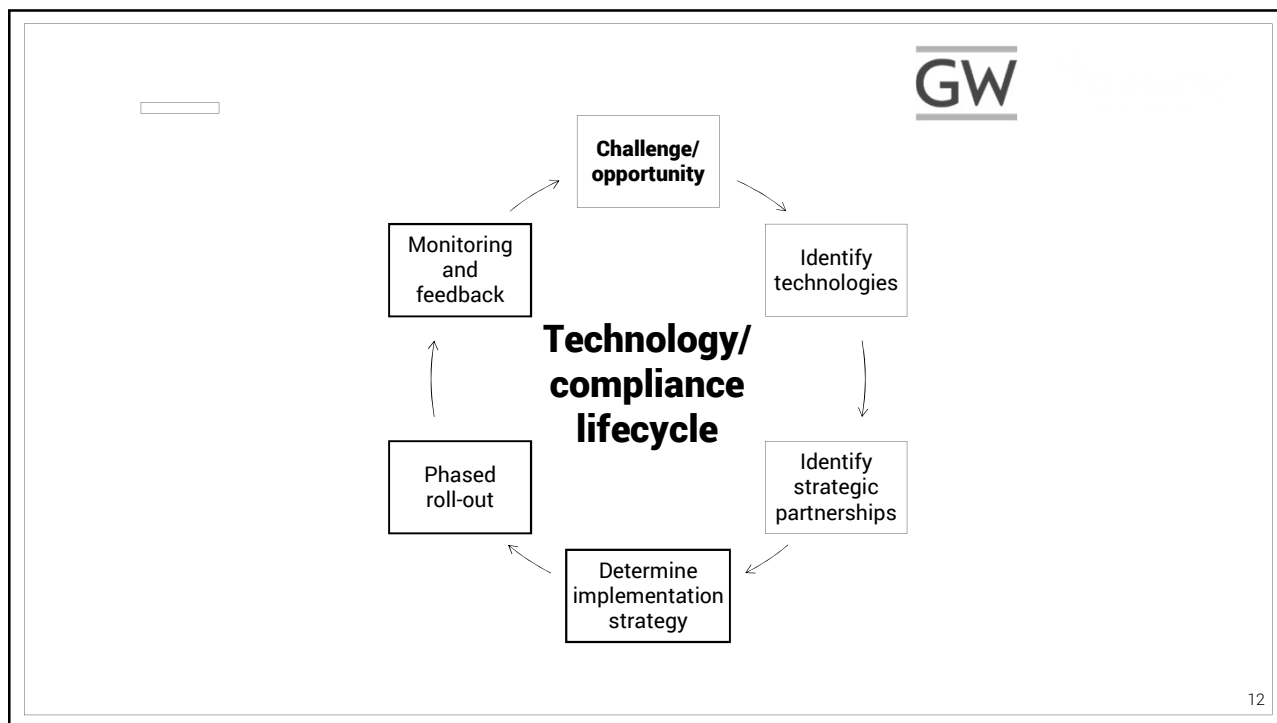 GW
Challenge/
opportunity
Identify
technologies
Identify
strategic
partnerships
Determine
implementation
strategy
Phased
roll-out
Monitoring
and
feedback
Technology/
compliance
lifecycle
12